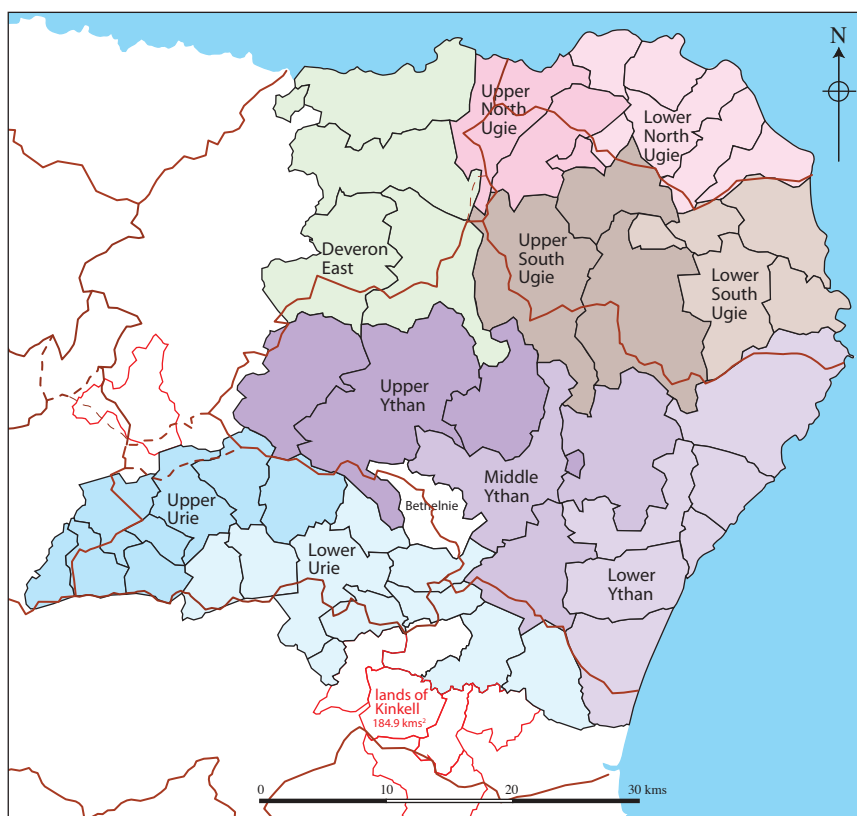 N
Upper
North
Ugie
Lower
North
Ugie
Deveron
East
Upper
South
Ugie
Lower
South
Ugie
Upper
Ythan
Middle
Ythan
Upper
Urie
Bethelnie
Lower
Urie
Lower
Ythan
lands of
Kinkell
184.9 kms²
0 10 20 30 kms